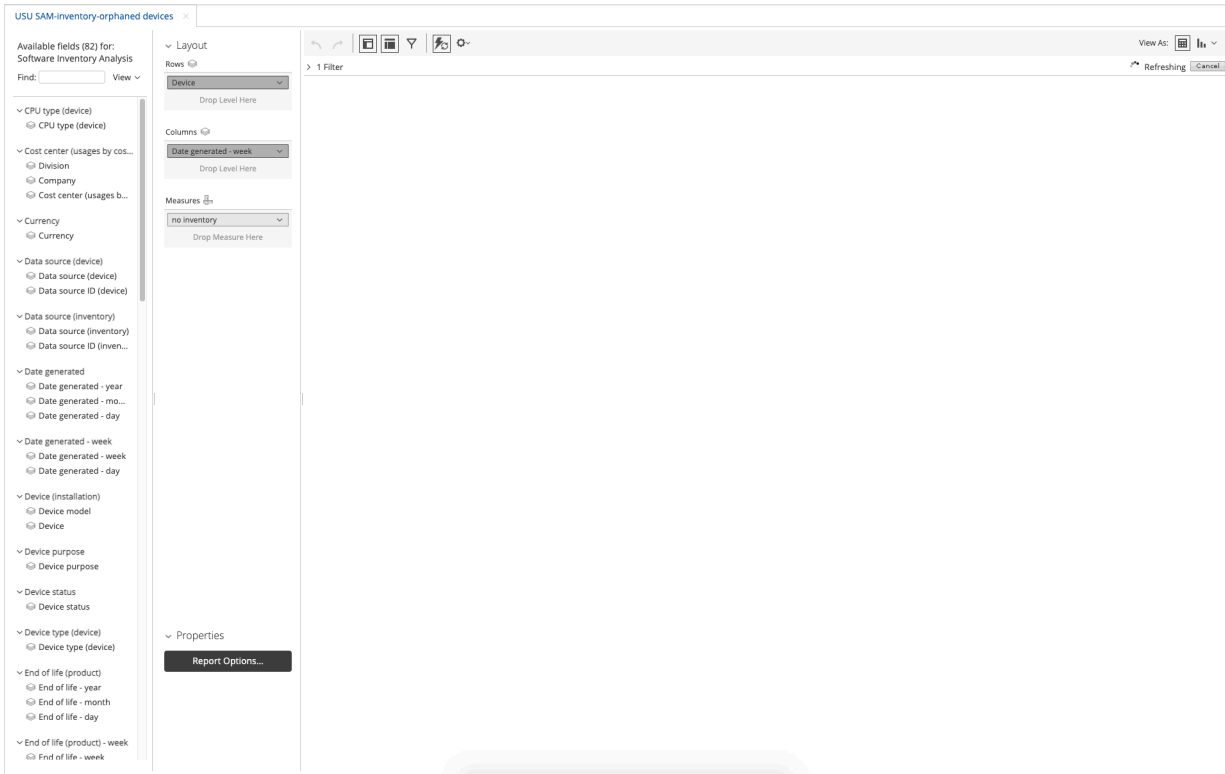 USU SAM-inventory-orphaned devices
Available fields (82) for:
Software Inventory Analysis
Find:
View
CPU type (device)
CPU type (device)
Cost center (usages by cos...
Division
Company
Cost center (usages b...
Currency
Currency
Data source (device)
Data source (device)
Data source ID (device)
Data source (inventory)
Data source (inventory)
Data source ID (inven...
Date generated
Date generated - year
Date generated - mo...
Date generated - day
Date generated - week
Date generated - week
Date generated - day
Device (installation)
Device model
Device
Device purpose
Device purpose
Device status
Device status
Device type (device)
Device type (device)
End of life (product)
End of life - year
End of life - month
End of life - day
End of life (product) - week
End of life - week
Layout
Rows
Device
Drop Level Here
Columns
Date generated - week
Drop Level Here
Measures
no inventory
Drop Measure Here
Properties
Report Options...
View As:
1 Filter
Refreshing
Cancel